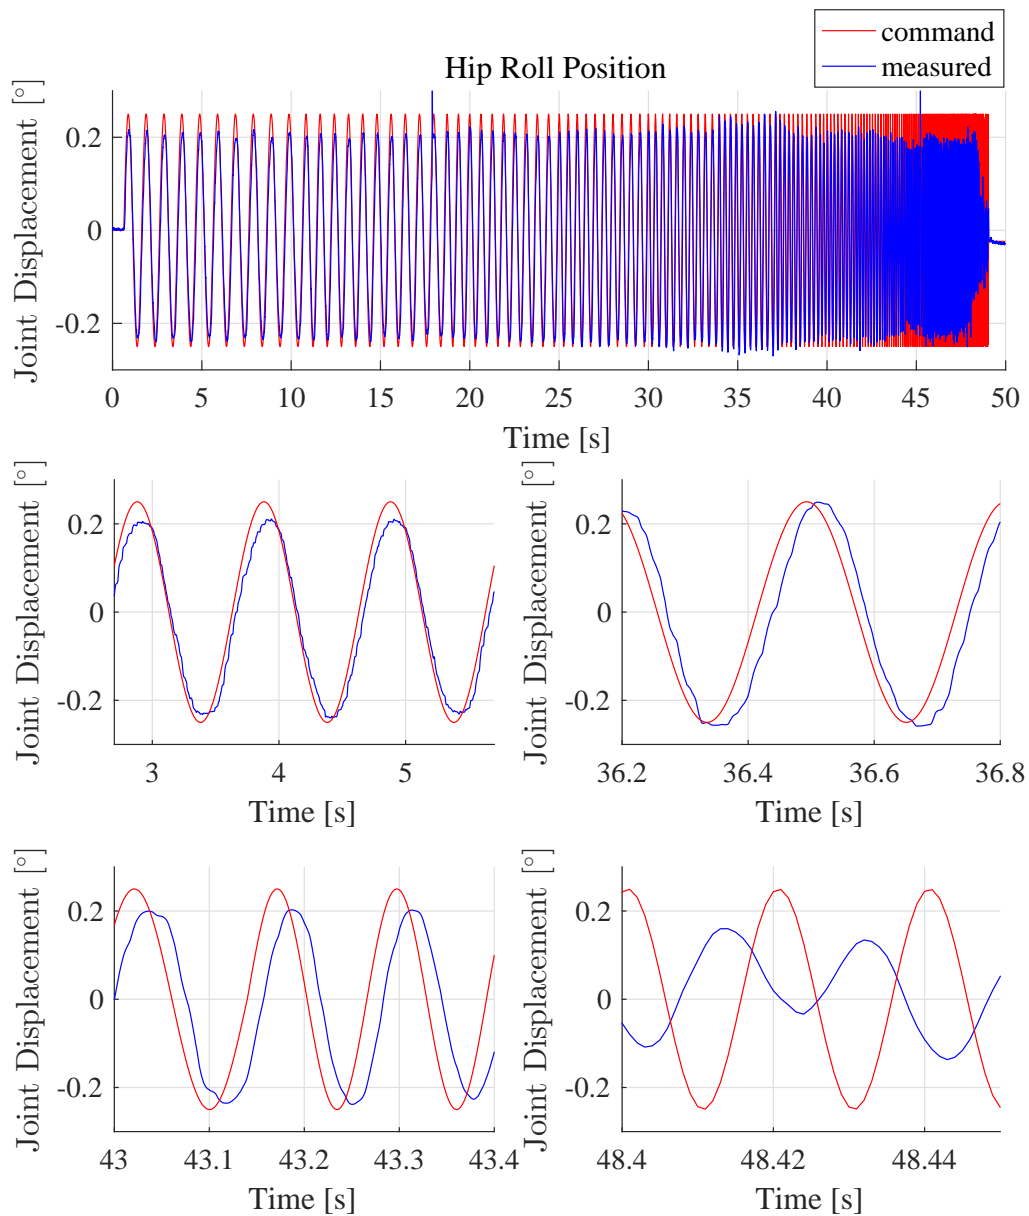 command
measured
Hip Roll Position
Joint Displacement [°]
0.2
0
-0.2
0 5 10 15 20 25 30 35 40 45 50
Time [s]
Joint Displacement [°]
0.2
0
-0.2
3 4 5
Time [s]
Joint Displacement [°]
0.2
0
-0.2
36.2 36.4 36.6 36.8
Time [s]
Joint Displacement [°]
0.2
0
-0.2
43 43.1 43.2 43.3 43.4
Time [s]
Joint Displacement [°]
0.2
0
-0.2
48.4 48.42 48.44
Time [s]